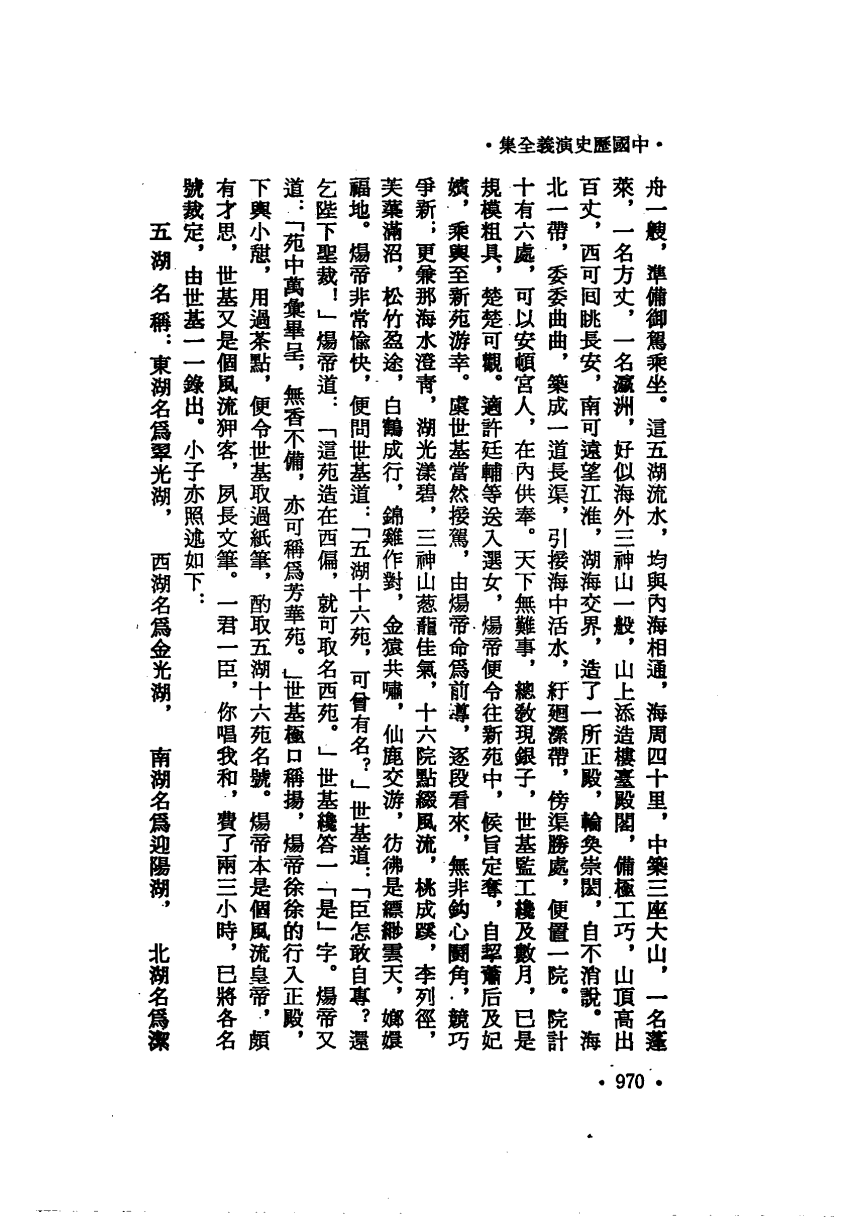 •中國歷史演義全集•
舟一艘，準備御駕乘坐。這五湖流水，均與內海相通，海周四十里，中築三座大山，一名蓬
萊，一名方丈，一名瀛洲，好似海外三神山一般，山上添造樓臺殿閣，備極工巧，山頂高出
百丈，西可回眺長安，南可遠望江淮，湖海交界，造了一所正殿，輪奐崇閎，自不消說。海
北一帶，委委曲曲，築成一道長渠，引接海中活水，紆廻瀠帶，傍渠勝處，便置一院。院計
十有六處，可以安頓宮人，在內供奉。天下無難事，總教現銀子，世基監工纔及數月，已是
規模粗具，楚楚可觀。適許廷輔等送入選女，煬帝便令往新苑中，候旨定奪，自挈蕭后及妃
嬪，乘輿至新苑游幸。虞世基當然接駕，由煬帝命爲前導，逐段看來，無非鈎心鬭角，競巧
爭新；更兼那海水澄青，湖光漾碧，三神山葱蘢佳氣，十六院點綴風流，桃成蹊，李列徑，
芙蕖滿沼，松竹盈途，白鶴成行，錦雞作對，金猿共嘯，仙鹿交游，彷彿是縹緲雲天，嫏嬛
福地。煬帝非常愉快，便問世基道：「五湖十六苑，可曾有名？」世基道：「臣怎敢自專？還
乞陛下聖裁！」煬帝道：「這苑造在西偏，就可取名西苑。」世基纔答一「是」字。煬帝又
道：「苑中萬彙畢呈，無香不備，亦可稱爲芳華苑。」世基極口稱揚，煬帝徐徐的行入正殿，
下輿小憇，用過茶點，便令世基取過紙筆，酌取五湖十六苑名號。煬帝本是個風流皇帝，頗
有才思，世基又是個風流狎客，夙長文筆。一君一臣，你唱我和，費了兩三小時，已將各名
號裁定，由世基一一錄出。小子亦照述如下：
五湖名稱：東湖名爲翠光湖， 西湖名爲金光湖， 南湖名爲迎陽湖， 北湖名爲潔
•970•